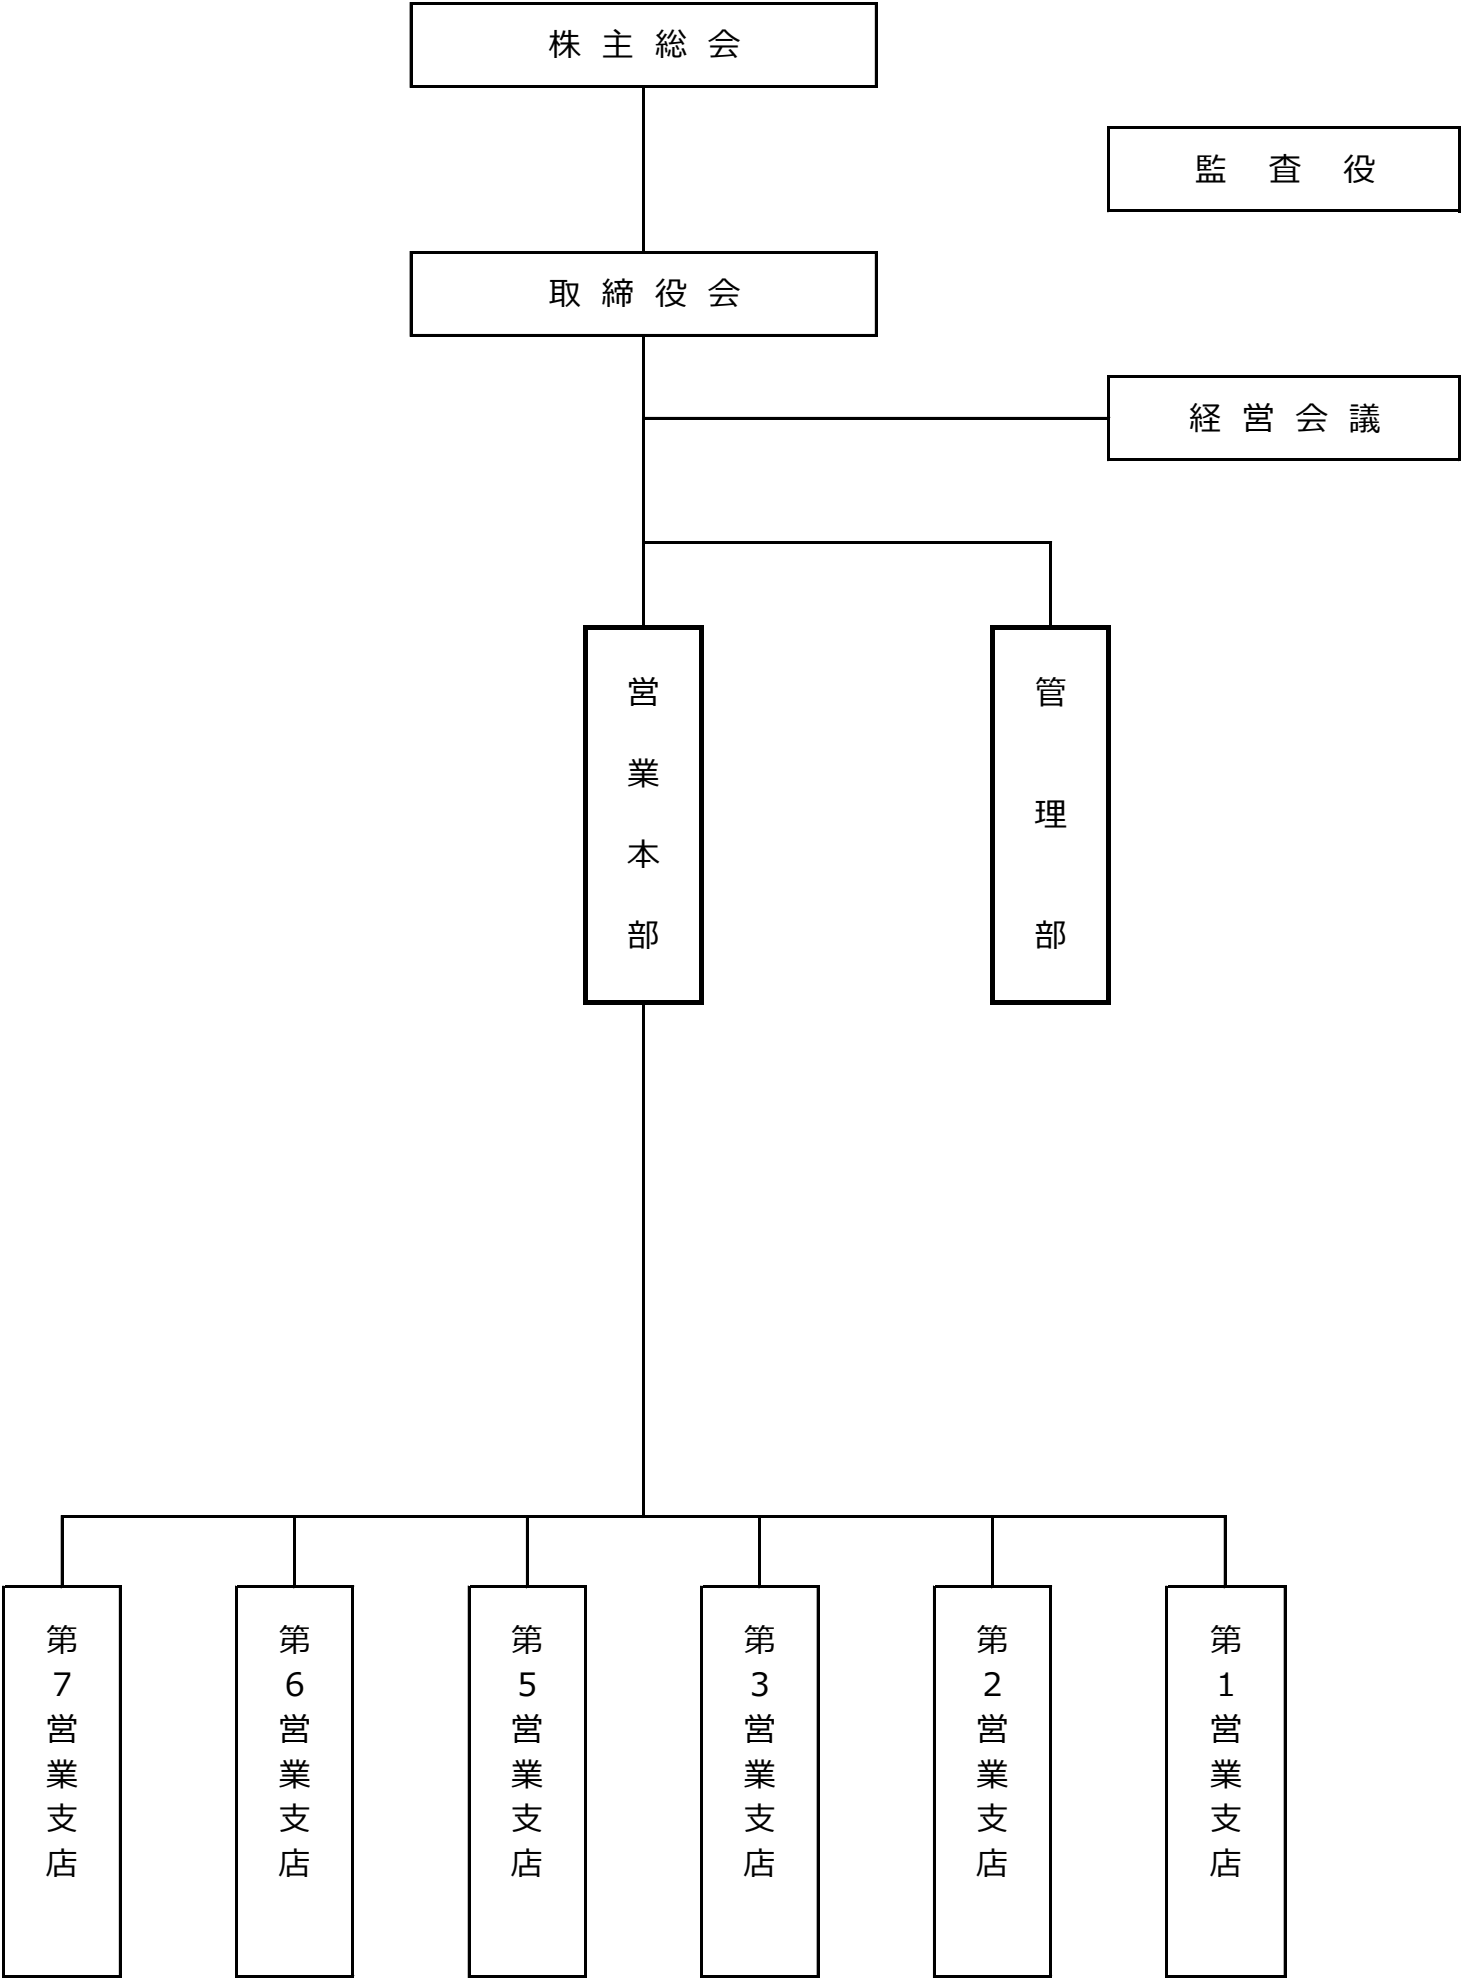 株主総会
監査役
取締役会
経営会議
営業本部
管理部
第7営業支店
第6営業支店
第5営業支店
第3営業支店
第2営業支店
第1営業支店